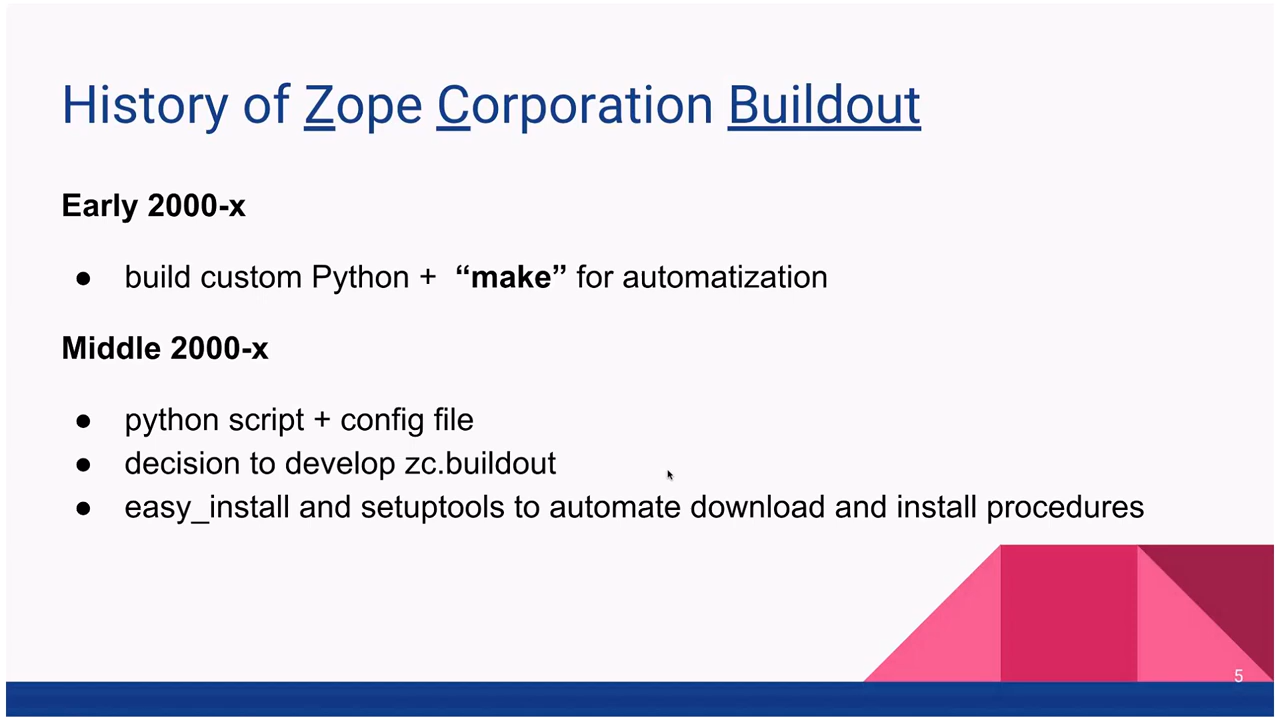 History of Zope Corporation Buildout
Early 2000-x
● build custom Python + “make” for automatization
Middle 2000-x
● python script + config file
● decision to develop zc.buildout
● easy_install and setuptools to automate download and install procedures
5